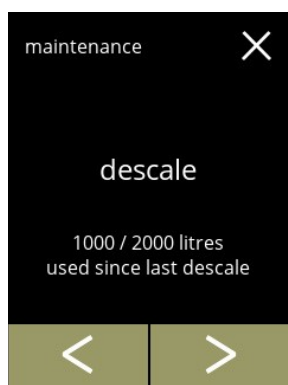 maintenance
descale
1000 / 2000 litres
used since last descale